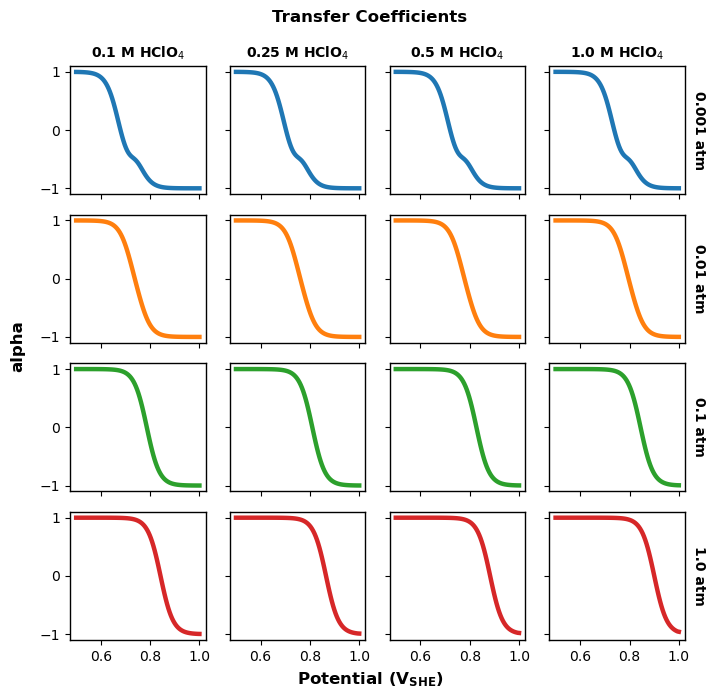 Transfer Coefficients
0.1 M HClO₄ 0.25 M HClO₄ 0.5 M HClO₄ 1.0 M HClO₄
1
0
−1
0.001 atm
1
0
−1
0.01 atm
alpha
1
0
−1
0.1 atm
1
0
−1
1.0 atm
0.6 0.8 1.0 0.6 0.8 1.0 0.6 0.8 1.0 0.6 0.8 1.0
Potential (V_SHE)